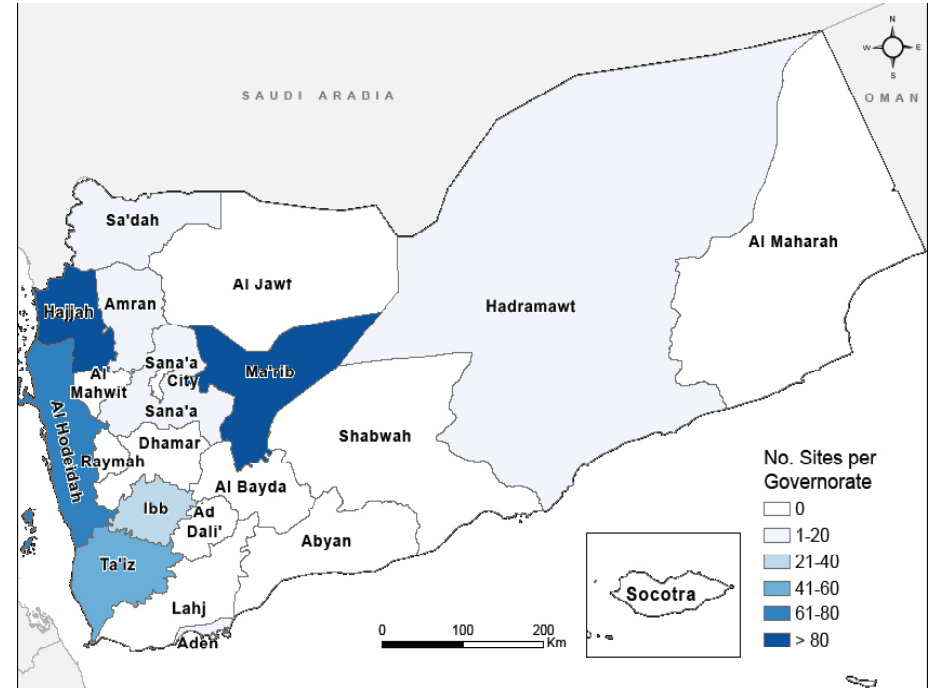 N
W
E
S
SAUDI ARABIA
OMAN
Sa'dah
Al Maharah
Al Jawf
Hajjah
Amran
Hadramawt
Sana'a
City
Ma'rib
Al
Mahwit
Sana'a
Al Hodeidah
Dhamar
Shabwah
Raymah
Al Bayda
Ibb
Ad
Dali'
Abyan
Ta'iz
Lahj
Aden
Socotra
No. Sites per
Governorate
0
1-20
21-40
41-60
61-80
> 80
0 100 200
Km